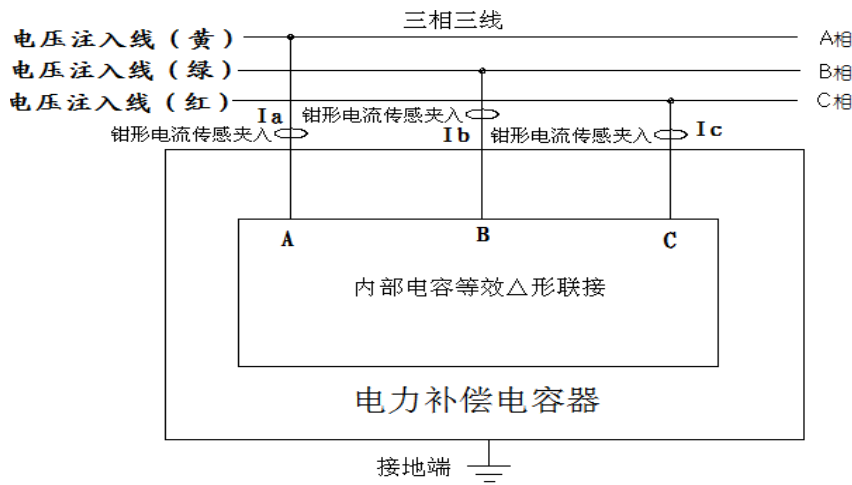 三相三线
电压注入线（黄） A相
电压注入线（绿） B相
电压注入线（红） C相
Ia 钳形电流传感夹入
钳形电流传感夹入 Ib
钳形电流传感夹入 Ic
A B C
内部电容等效△形联接
电力补偿电容器
接地端